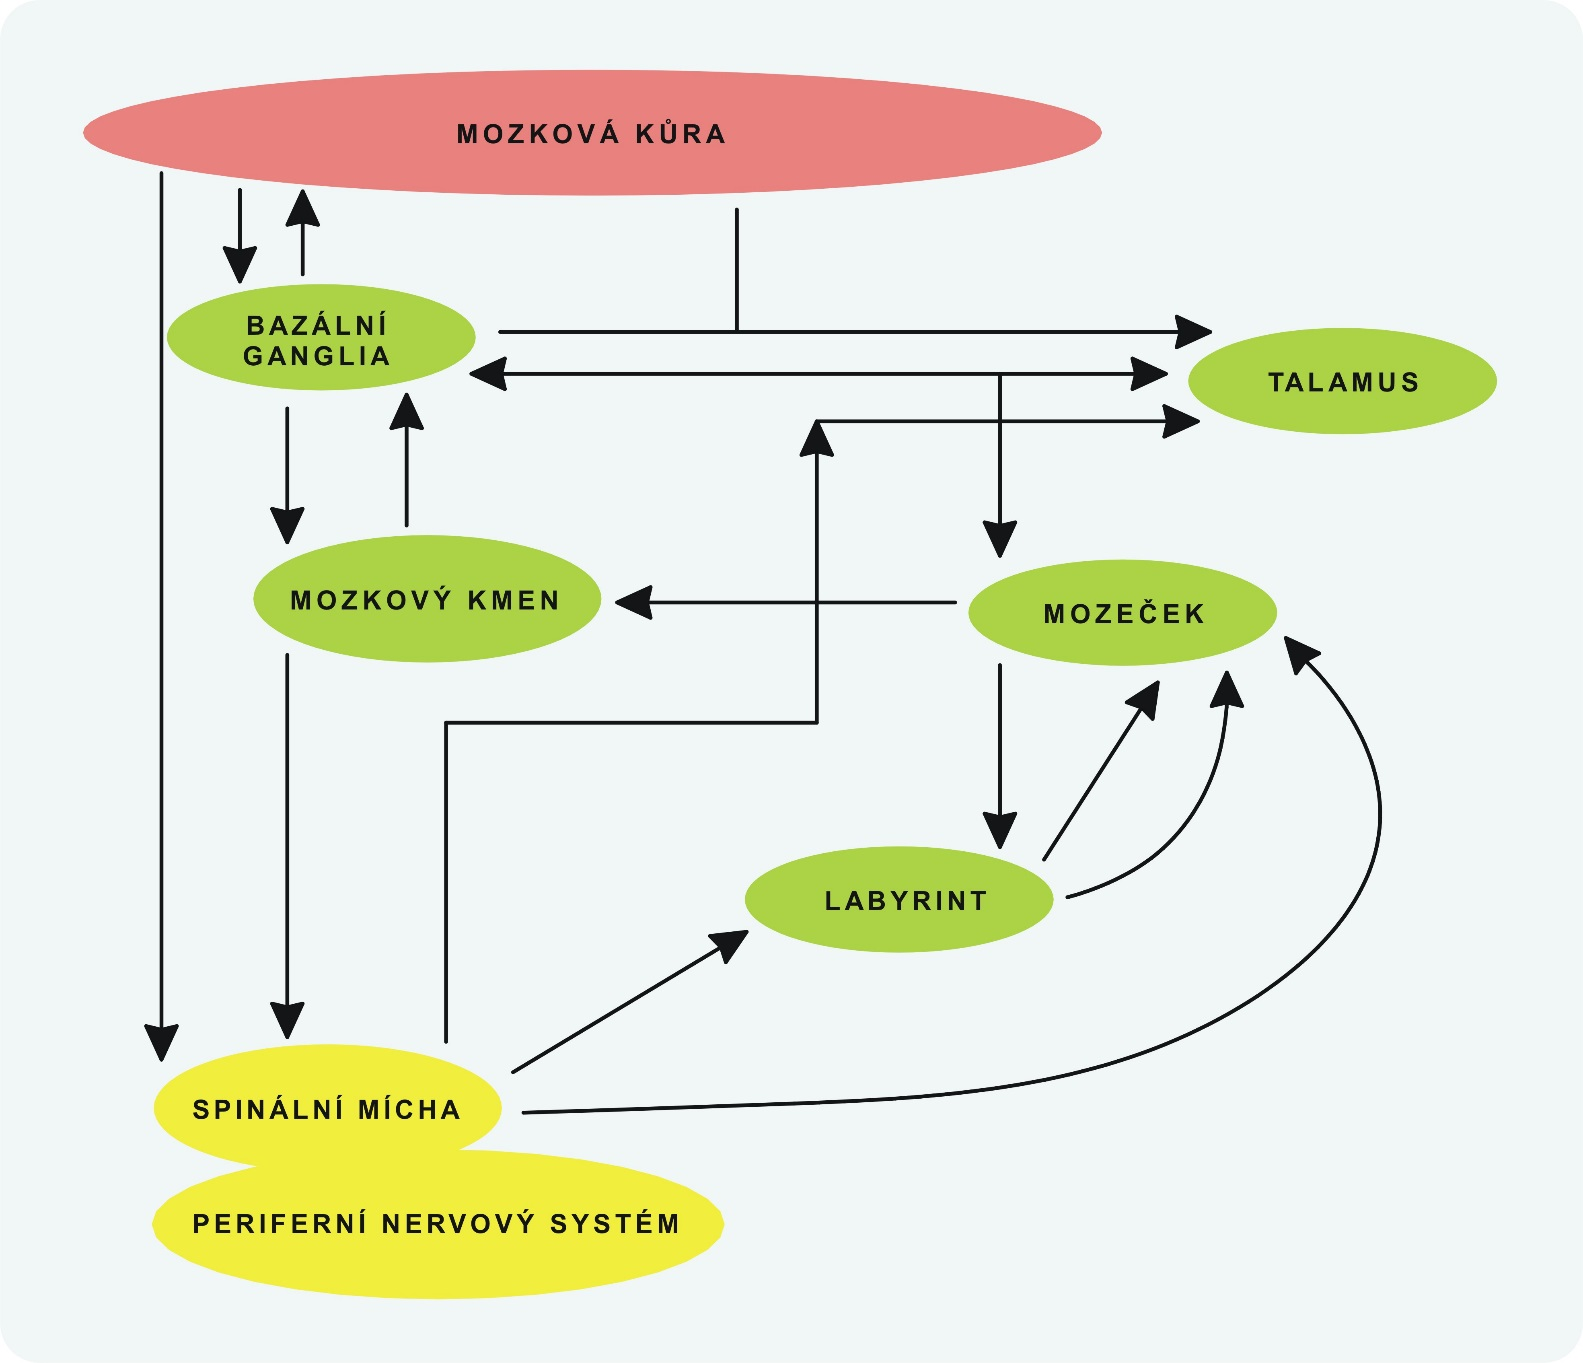 MOZKOVÁ KŮRA
BAZÁLNÍ
GANGLIA
TALAMUS
MOZKOVÝ KMEN
MOZEČEK
LABYRINT
SPINÁLNÍ MÍCHA
PERIFERNÍ NERVOVÝ SYSTÉM